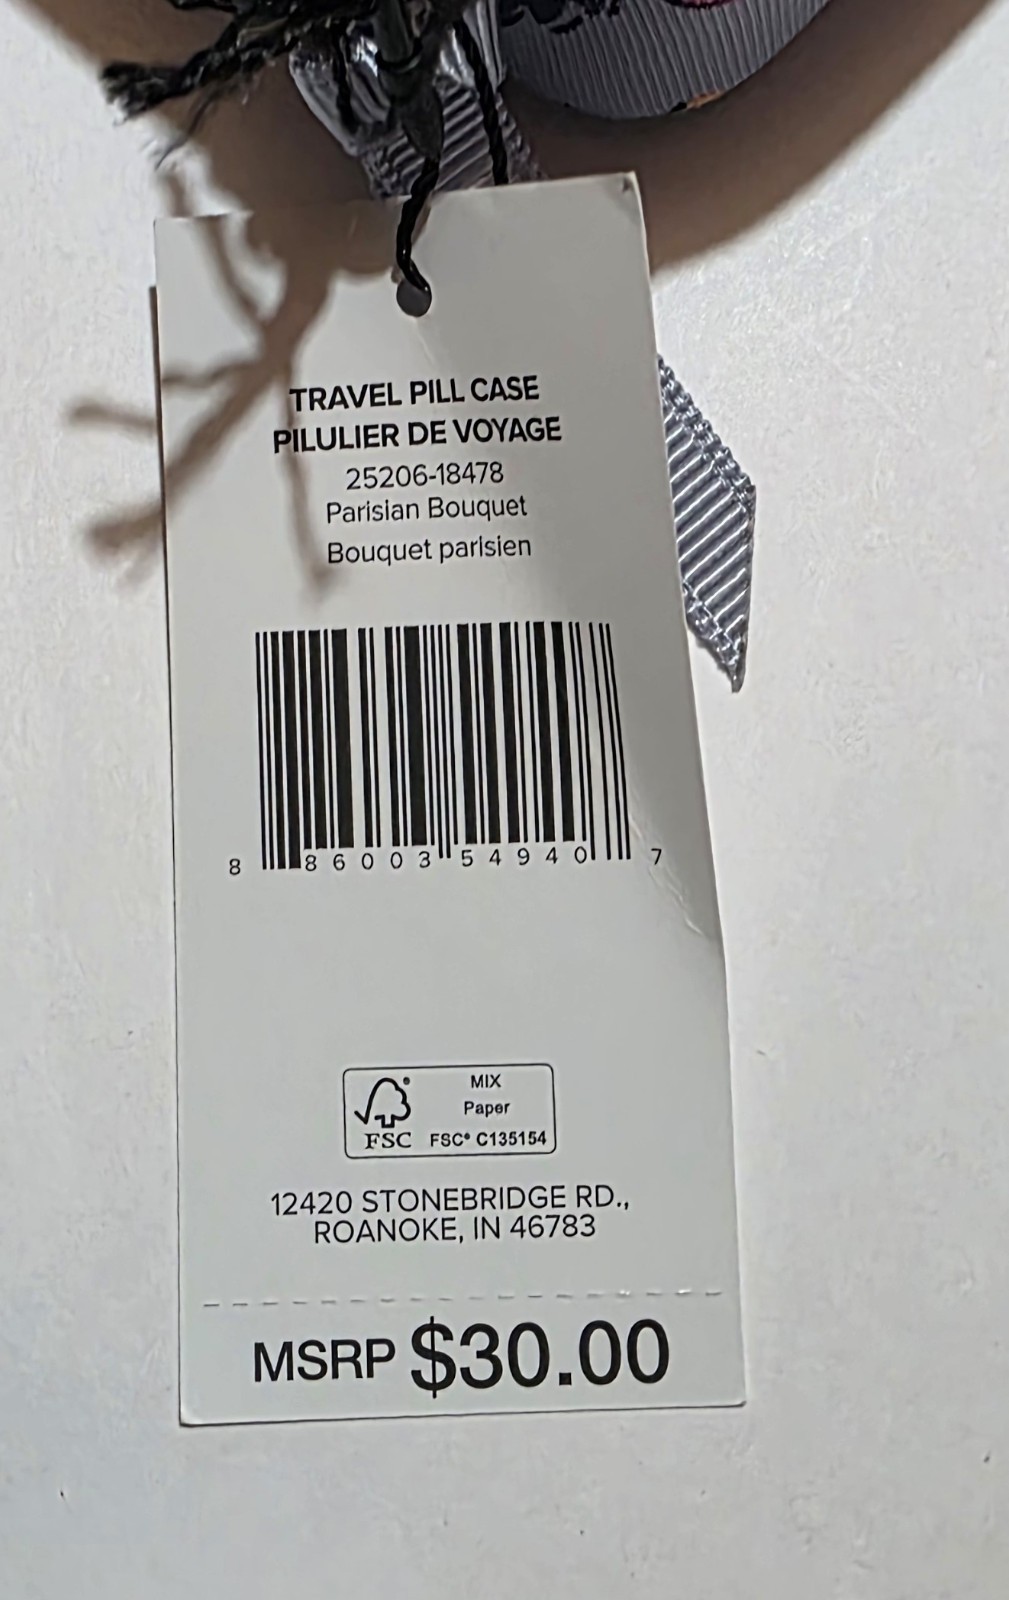 TRAVEL PILL CASE
PILULIER DE VOYAGE
25206-18478
Parisian Bouquet
Bouquet parisien
8 86003 54940 7
MIX
Paper
FSC FSC® C135154
12420 STONEBRIDGE RD.,
ROANOKE, IN 46783
MSRP $30.00